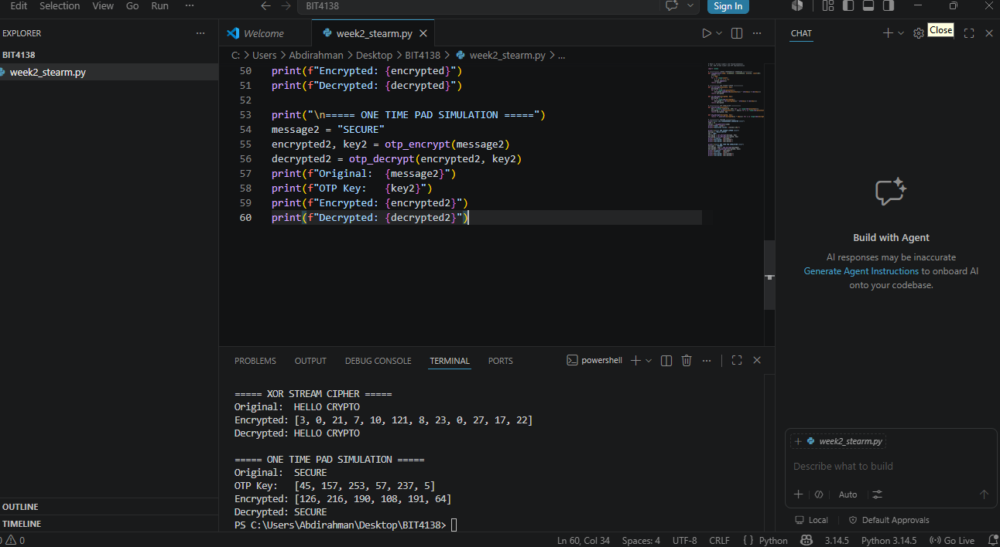 Edit Selection View Go Run ··· BIT4138 Sign In
EXPLORER ···
BIT4138
week2_stearm.py
OUTLINE
TIMELINE
Welcome week2_stearm.py
C: > Users > Abdirahman > Desktop > BIT4138 > week2_stearm.py > ...
50 print(f"Encrypted: {encrypted}")
51 print(f"Decrypted: {decrypted}")
52
53 print("\n===== ONE TIME PAD SIMULATION =====")
54 message2 = "SECURE"
55 encrypted2, key2 = otp_encrypt(message2)
56 decrypted2 = otp_decrypt(encrypted2, key2)
57 print(f"Original:  {message2}")
58 print(f"OTP Key:   {key2}")
59 print(f"Encrypted: {encrypted2}")
60 print(f"Decrypted: {decrypted2}")
PROBLEMS OUTPUT DEBUG CONSOLE TERMINAL PORTS powershell
===== XOR STREAM CIPHER =====
Original:  HELLO CRYPTO
Encrypted: [3, 0, 21, 7, 10, 121, 8, 23, 0, 27, 17, 22]
Decrypted: HELLO CRYPTO
===== ONE TIME PAD SIMULATION =====
Original:  SECURE
OTP Key:   [45, 157, 253, 57, 237, 5]
Encrypted: [126, 216, 190, 108, 191, 64]
Decrypted: SECURE
PS C:\Users\Abdirahman\Desktop\BIT4138>
CHAT
Close
Build with Agent
AI responses may be inaccurate
Generate Agent Instructions to onboard AI
onto your codebase.
week2_stearm.py
Describe what to build
Auto
Local Default Approvals
0 Ln 60, Col 34 Spaces: 4 UTF-8 CRLF {} Python 3.14.5 Python 3.14.5 Go Live